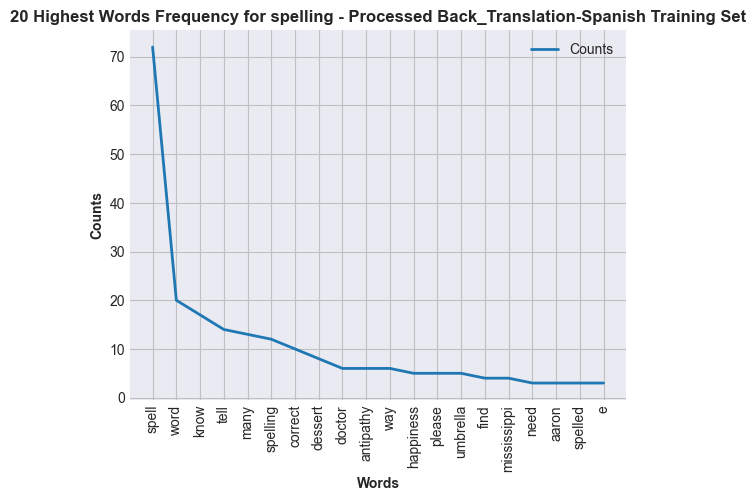 20 Highest Words Frequency for spelling - Processed Back_Translation-Spanish Training Set
Counts
70
60
50
40
30
20
10
0
Counts
spell
word
know
tell
many
spelling
correct
dessert
doctor
antipathy
way
happiness
please
umbrella
find
mississippi
need
aaron
spelled
e
Words